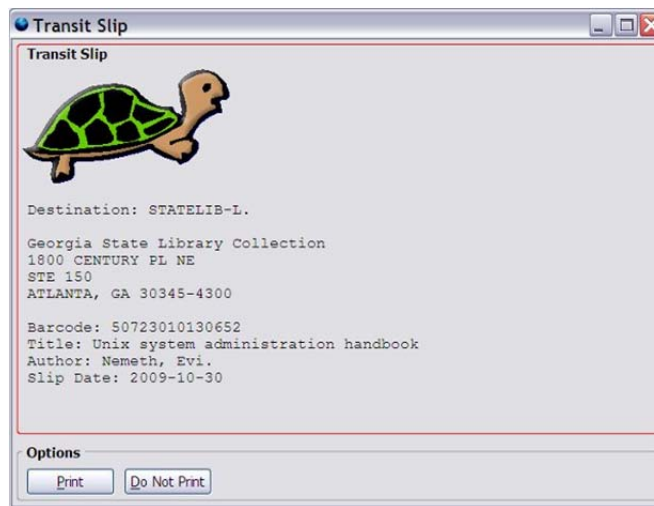 Transit Slip
Transit Slip
Destination: STATELIB-L.
Georgia State Library Collection
1800 CENTURY PL NE
STE 150
ATLANTA, GA 30345-4300
Barcode: 50723010130652
Title: Unix system administration handbook
Author: Nemeth, Evi.
Slip Date: 2009-10-30
Options
Print Do Not Print